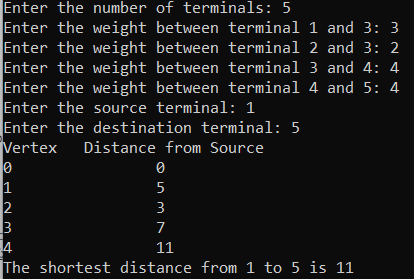 Enter the number of terminals: 5
Enter the weight between terminal 1 and 3: 3
Enter the weight between terminal 2 and 3: 2
Enter the weight between terminal 3 and 4: 4
Enter the weight between terminal 4 and 5: 4
Enter the source terminal: 1
Enter the destination terminal: 5
Vertex   Distance from Source
0                  0
1                  5
2                  3
3                  7
4                  11
The shortest distance from 1 to 5 is 11